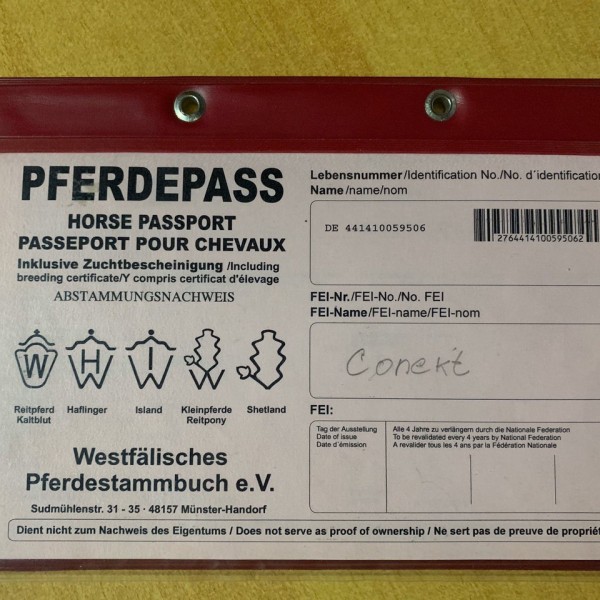 PFERDEPASS
HORSE PASSPORT
PASSEPORT POUR CHEVAUX
Inklusive Zuchtbescheinigung /Including
breeding certificate/Y compris certificat d'élevage
ABSTAMMUNGSNACHWEIS
W H I W
Reitpferd Kaltblut
Haflinger
Island
Kleinpferde Reitpony
Shetland
Westfälisches
Pferdestammbuch e.V.
Sudmühlenstr. 31 - 35 · 48157 Münster-Handorf
Lebensnummer/Identification No./No. d'identification
Name /name/nom
DE 441410059506
2764414100595062
FEI-Nr./FEI-No./No. FEI
FEI-Name/FEI-name/FEI-nom
Conekt
FEI:
Tag der Ausstellung
Date of issue
Date d'émission
Alle 4 Jahre zu verlängern durch die Nationale Federation
To be revalidated every 4 years by National Federation
A revalider tous les 4 ans par la Fédération Nationale
Dient nicht zum Nachweis des Eigentums / Does not serve as proof of ownership / Ne sert pas de preuve de propriété